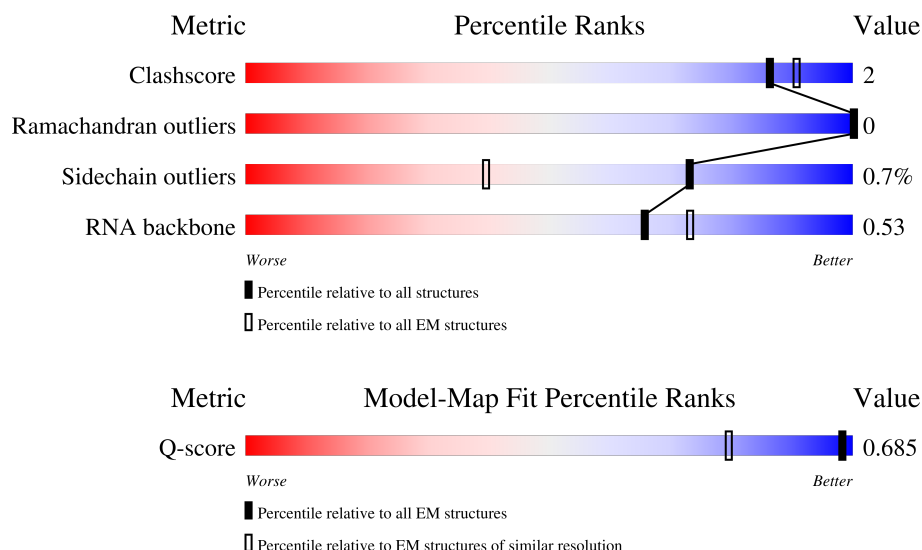 Metric Percentile Ranks Value
Clashscore 2
Ramachandran outliers 0
Sidechain outliers 0.7%
RNA backbone 0.53
Worse Better
Percentile relative to all structures
Percentile relative to all EM structures
Metric Model-Map Fit Percentile Ranks Value
Q-score 0.685
Worse Better
Percentile relative to all EM structures
Percentile relative to EM structures of similar resolution